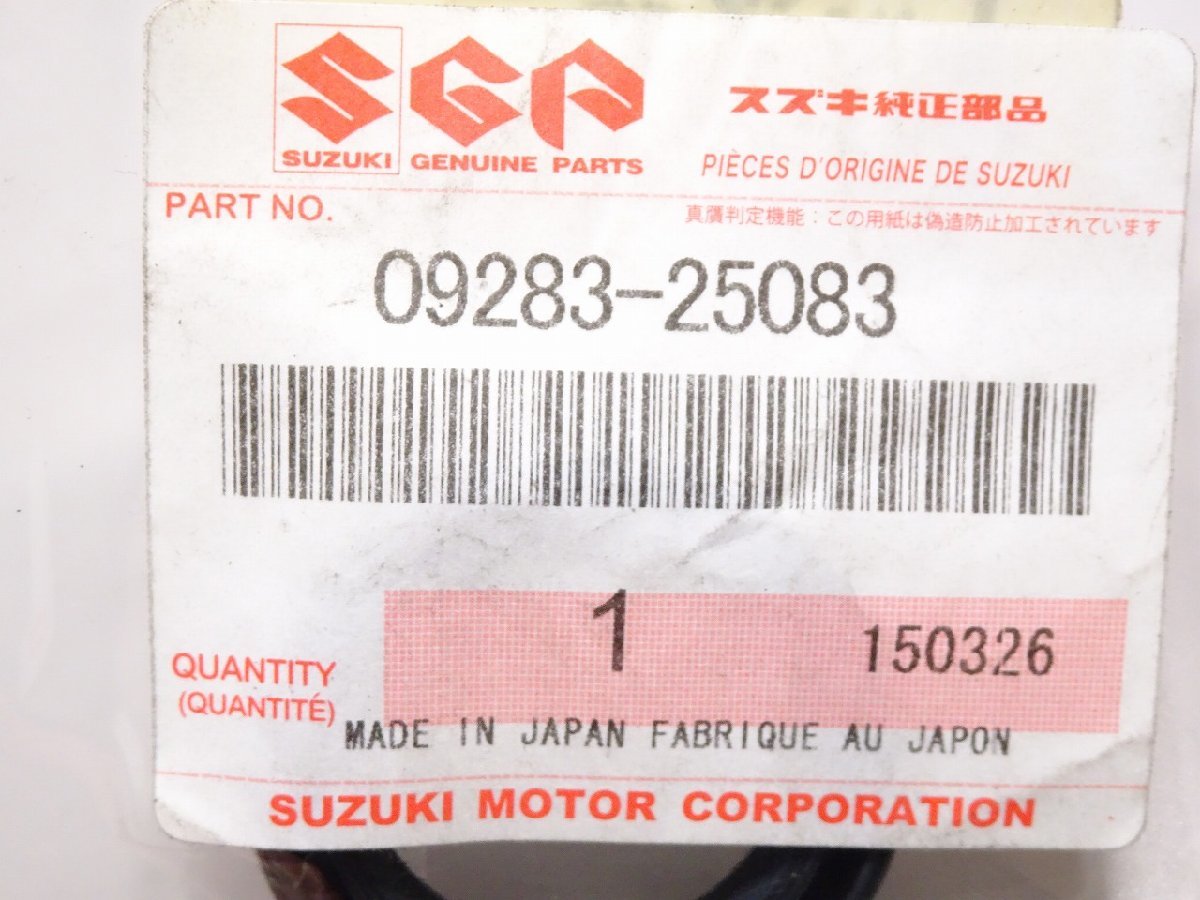 SGP
SUZUKI GENUINE PARTS
スズキ純正部品
PIÈCES D'ORIGINE DE SUZUKI
PART NO.
真贋判定機能：この用紙は偽造防止加工されています
09283-25083
1
150326
QUANTITY
(QUANTITÉ)
MADE IN JAPAN FABRIQUE AU JAPON
SUZUKI MOTOR CORPORATION